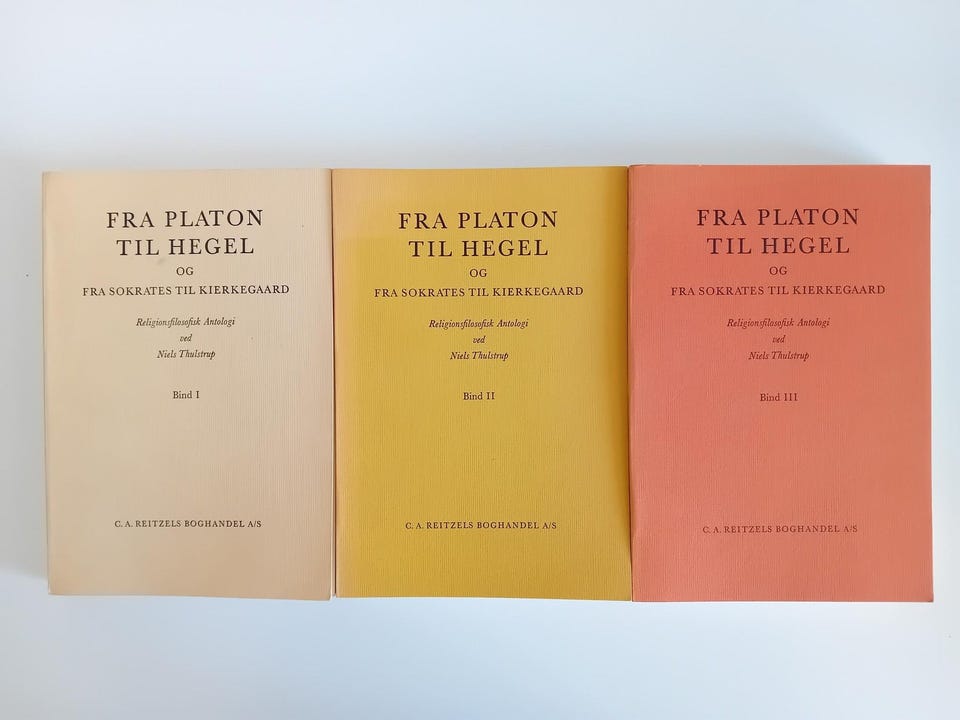 FRA PLATON
TIL HEGEL
OG
FRA SOKRATES TIL KIERKEGAARD
Religionsfilosofisk Antologi
ved
Niels Thulstrup
Bind I
C. A. REITZELS BOGHANDEL A/S
FRA PLATON
TIL HEGEL
OG
FRA SOKRATES TIL KIERKEGAARD
Religionsfilosofisk Antologi
ved
Niels Thulstrup
Bind II
C. A. REITZELS BOGHANDEL A/S
FRA PLATON
TIL HEGEL
OG
FRA SOKRATES TIL KIERKEGAARD
Religionsfilosofisk Antologi
ved
Niels Thulstrup
Bind III
C. A. REITZELS BOGHANDEL A/S